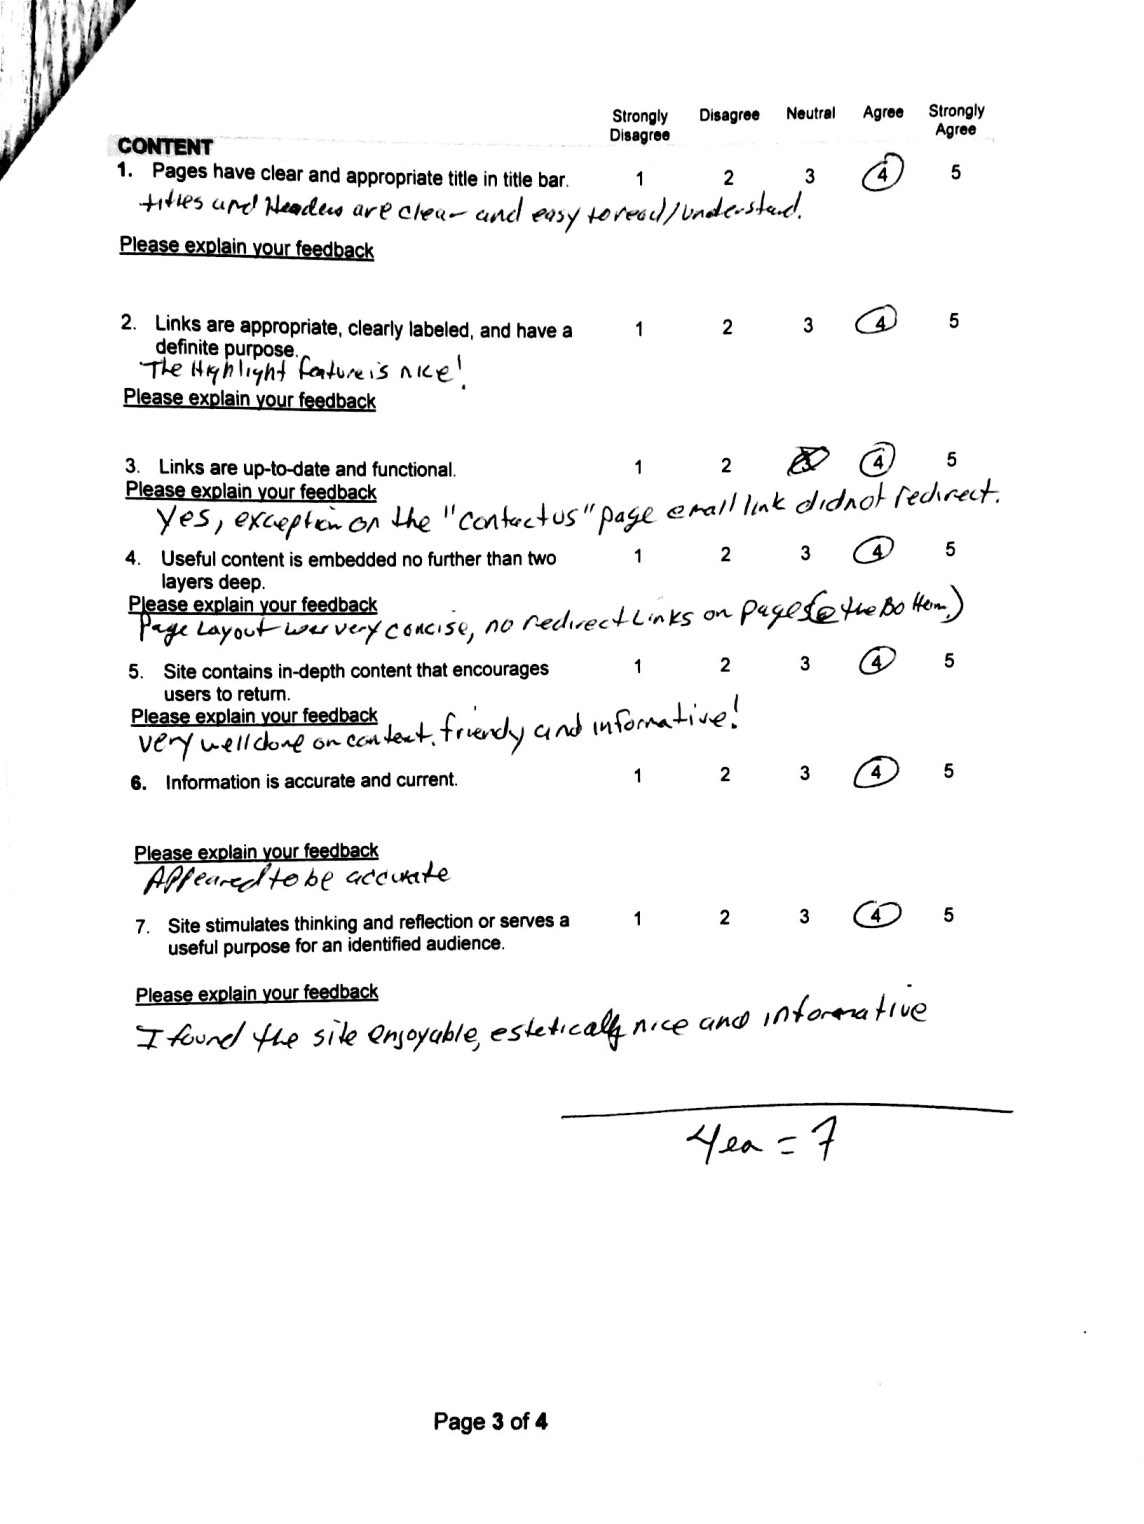 Strongly Disagree Disagree Neutral Agree Strongly Agree
CONTENT
1. Pages have clear and appropriate title in title bar. 1 2 3 4 5
titles and Headers are clear and easy to read/understand.
Please explain your feedback
2. Links are appropriate, clearly labeled, and have a 1 2 3 4 5
definite purpose.
The Highlight feature is nice!
Please explain your feedback
3. Links are up-to-date and functional. 1 2 3 4 5
Please explain your feedback
Yes, exception on the "contact us" page email link did not redirect.
4. Useful content is embedded no further than two 1 2 3 4 5
layers deep.
Please explain your feedback
Page Layout was very concise, no redirect Links on pages (@ the Bottem.)
5. Site contains in-depth content that encourages 1 2 3 4 5
users to return.
Please explain your feedback
Very well done on content. friendy and informative!
6. Information is accurate and current. 1 2 3 4 5
Please explain your feedback
Appeared to be accurate
7. Site stimulates thinking and reflection or serves a 1 2 3 4 5
useful purpose for an identified audience.
Please explain your feedback
I found the site enjoyable, estetically nice and informative
4 ea = 7
Page 3 of 4